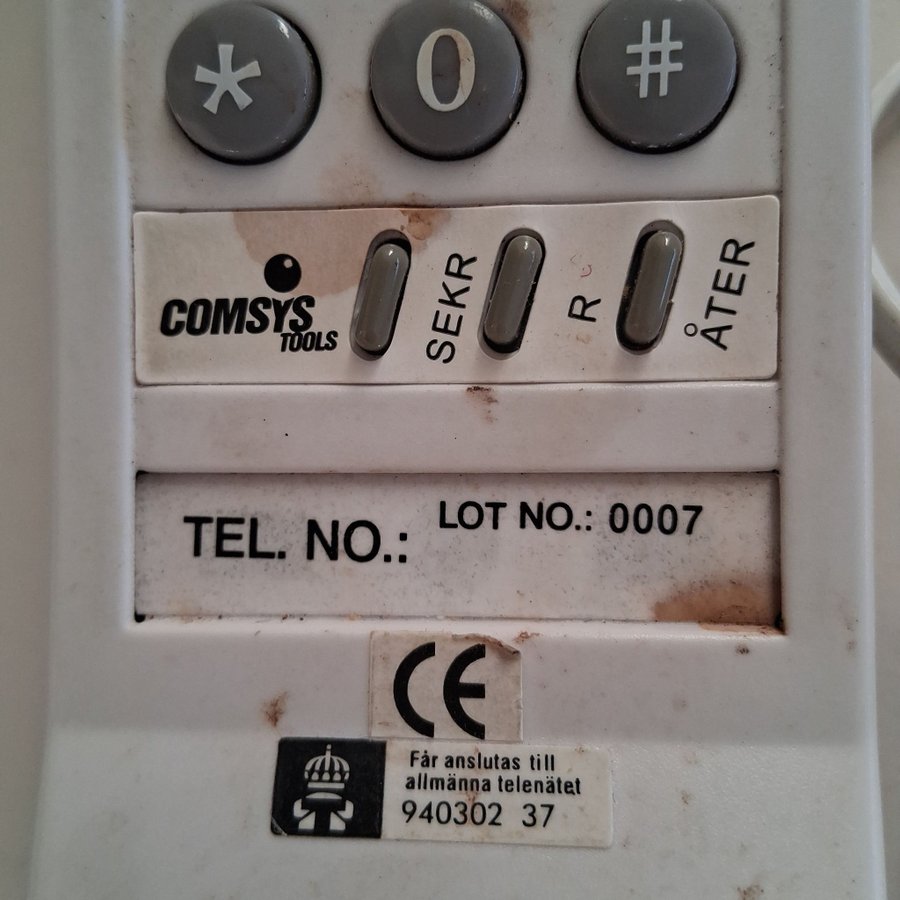 * 0 #
COMSYS
TOOLS
SEKR
R
ÅTER
TEL. NO.:
LOT NO.: 0007
CE
Får anslutas till
allmänna telenätet
940302 37